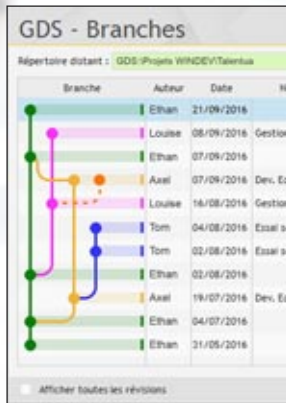 GDS - Branches
Répertoire distant : GDS:\Projets WINDEV\Talentua
Branche Auteur Date
Ethan 21/09/2016
Louise 08/09/2016 Gestion
Ethan 07/09/2016
Axel 07/09/2016 Dev. Ec
Louise 16/08/2016 Gestion
Tom 04/08/2016 Essai s
Tom 02/08/2016 Essai s
Ethan 02/08/2016
Axel 19/07/2016 Dev. Ec
Ethan 04/07/2016
Ethan 31/05/2016
Afficher toutes les révisions